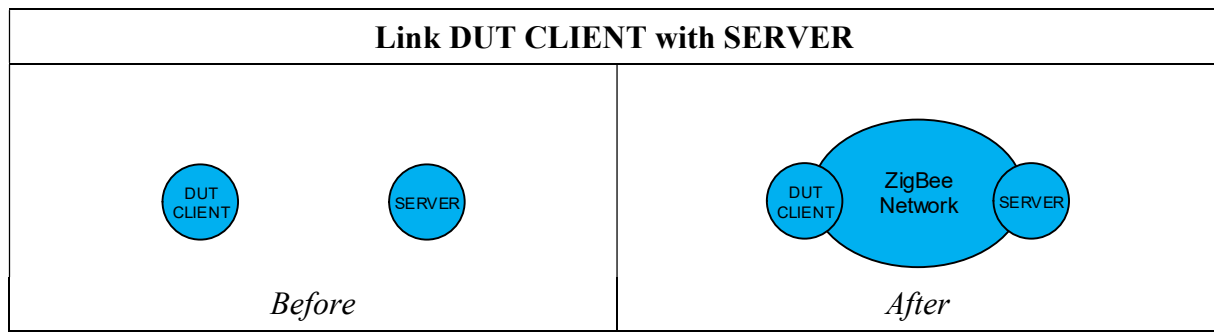 Link DUT CLIENT with SERVER
DUT
CLIENT
SERVER
Before
DUT
CLIENT
ZigBee
Network
SERVER
After